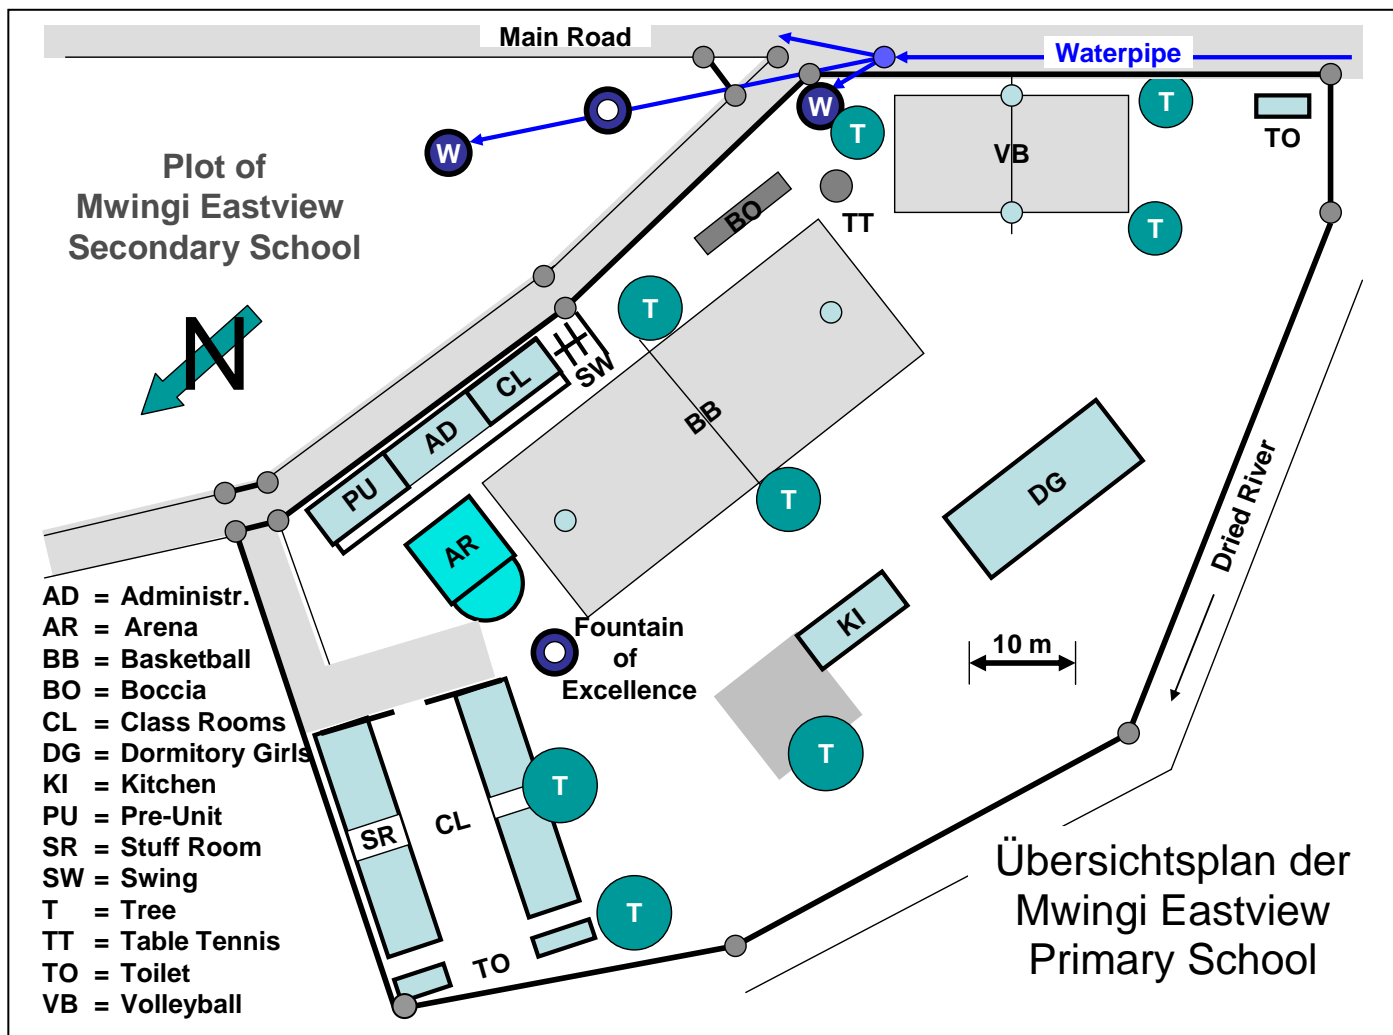 Main Road
Waterpipe
W
W
T
T
TO
VB
Plot of
Mwingi Eastview
Secondary School
BO
TT
T
T
N
SW
CL
AD
PU
BB
T
DG
Dried River
AR
KI
10 m
Fountain
of
Excellence
AD = Administr.
AR = Arena
BB = Basketball
BO = Boccia
CL = Class Rooms
DG = Dormitory Girls
KI = Kitchen
PU = Pre-Unit
SR = Stuff Room
SW = Swing
T = Tree
TT = Table Tennis
TO = Toilet
VB = Volleyball
T
T
SR
CL
T
TO
Übersichtsplan der
Mwingi Eastview
Primary School